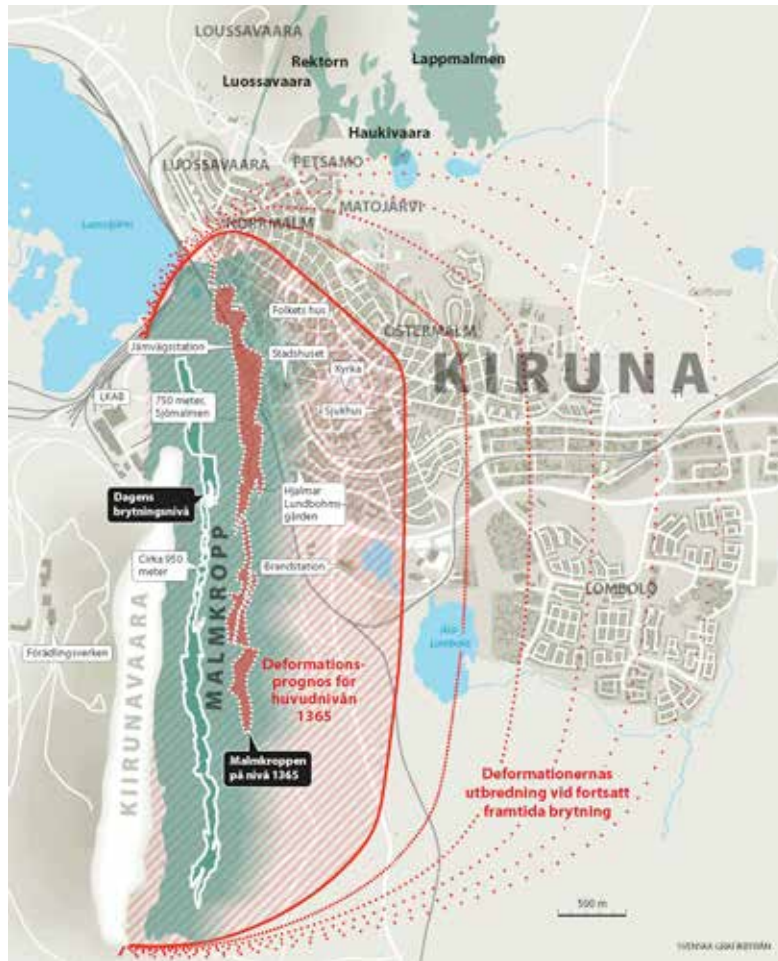 LOUSSAVAARA
Rektorn
Luossavaara
Lappmalmen
Haukivaara
LUOSSAVAARA
PETSAMO
MATOJÄRVI
NORRMALM
Folkets hus
ÖSTERMALM
Järnvägsstation
Stadshuset
Kyrka
KIRUNA
LKAB
750 meter,
Sjömalmen
Sjukhus
Dagens
brytningsnivå
Hjalmar
Lundbohms-
gården
Cirka 950
meter
Brandstation
LOMBOLO
Förädlingsverken
KIIRUNAVAARA
MALMKROPP
Deformations-
prognos för
huvudnivån
1365
Malmkroppen
på nivå 1365
Deformationernas
utbredning vid fortsatt
framtida brytning
500 m
SVENSKA GRAFIKBYRÅN